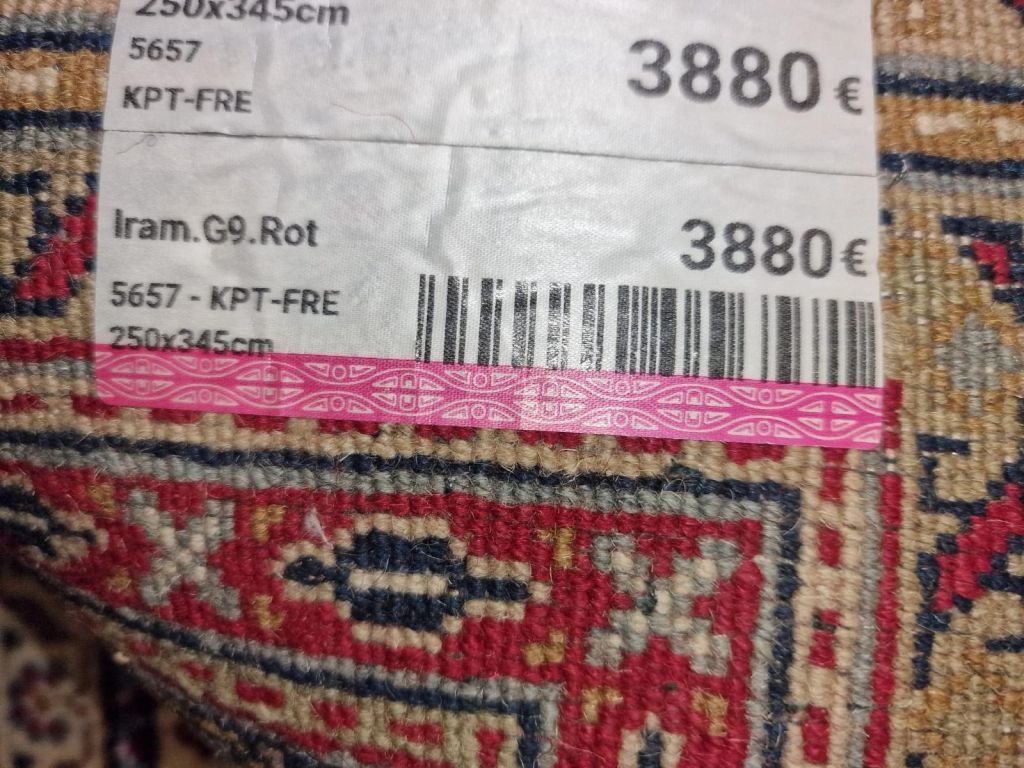 250x345cm
5657
KPT-FRE
3880 €
Iram.G9.Rot
3880€
5657 - KPT-FRE
250x345cm